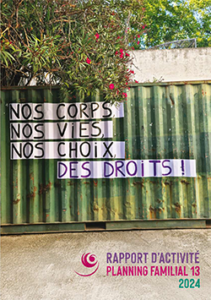 NOS CORPS,
NOS VIES,
NOS CHOIX,
DES DROITS !
RAPPORT D'ACTIVITÉ
PLANNING FAMILIAL 13
2024